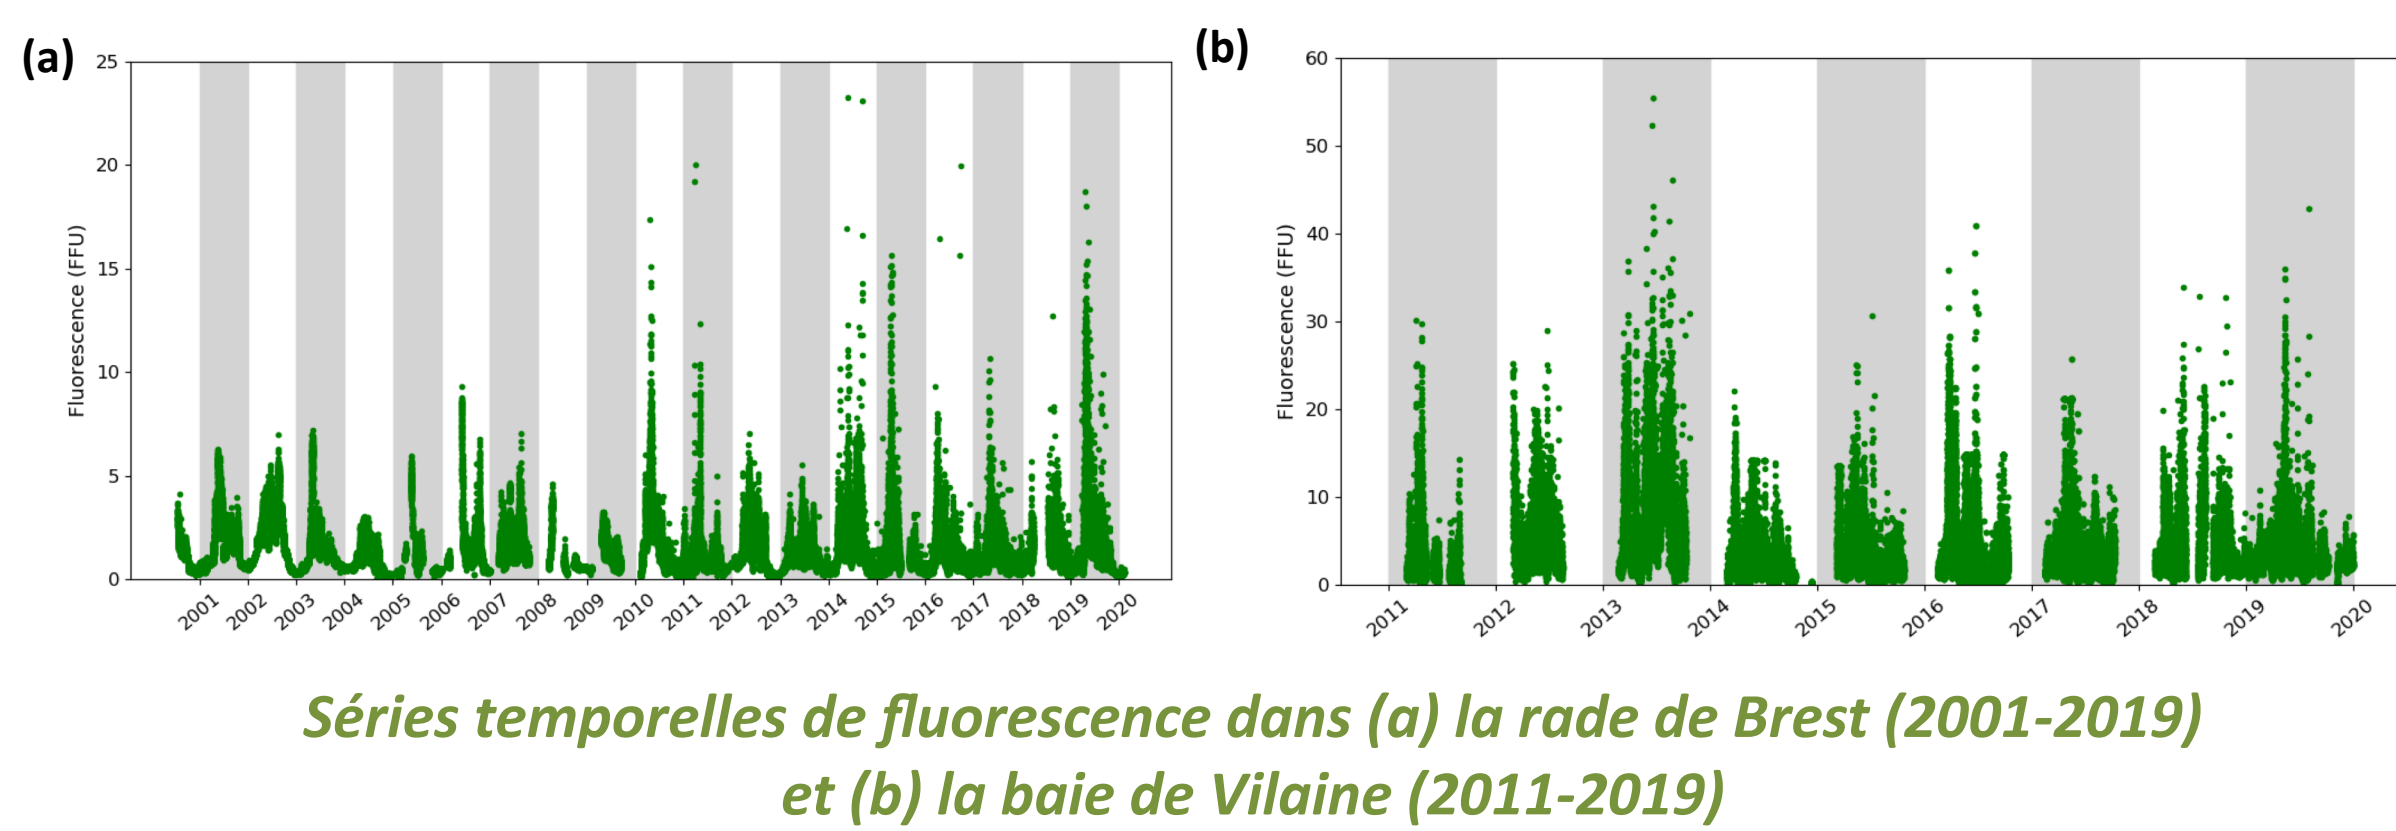 (a)
25
20
15
10
5
0
Fluorescence (FFU)
2001 2002 2003 2004 2005 2006 2007 2008 2009 2010 2011 2012 2013 2014 2015 2016 2017 2018 2019 2020
(b)
60
50
40
30
20
10
0
Fluorescence (FFU)
2011 2012 2013 2014 2015 2016 2017 2018 2019 2020
Séries temporelles de fluorescence dans (a) la rade de Brest (2001-2019)
et (b) la baie de Vilaine (2011-2019)